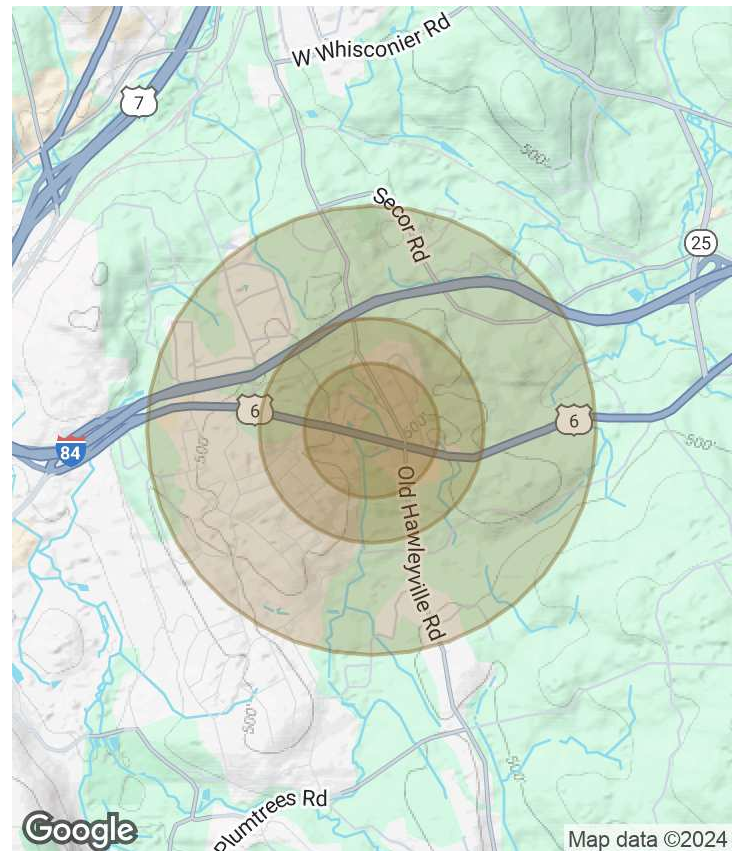 W Whisconier Rd
7
500'
Secor Rd
25
6
500'
6
500'
84
500'
Old Hawleyville Rd
500'
500'
Plumtrees Rd
Google
Map data ©2024